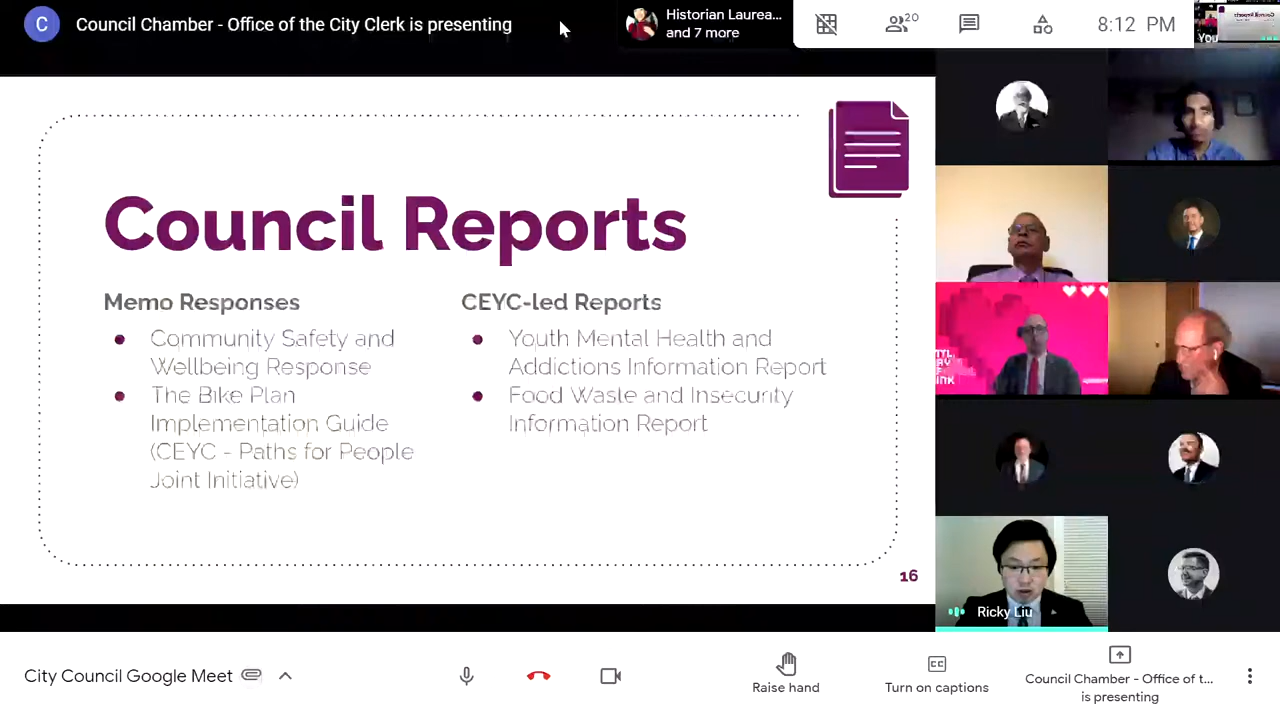 C
Council Chamber - Office of the City Clerk is presenting
Historian Laurea...
and 7 more
20
8:12 PM
You
Council Reports
Memo Responses
Community Safety and
Wellbeing Response
The Bike Plan
Implementation Guide
(CEYC - Paths for People
Joint Initiative)
CEYC-led Reports
Youth Mental Health and
Addictions Information Report
Food Waste and Insecurity
Information Report
16
Ricky Liu
City Council Google Meet
Raise hand
CC
Turn on captions
Council Chamber - Office of t...
is presenting